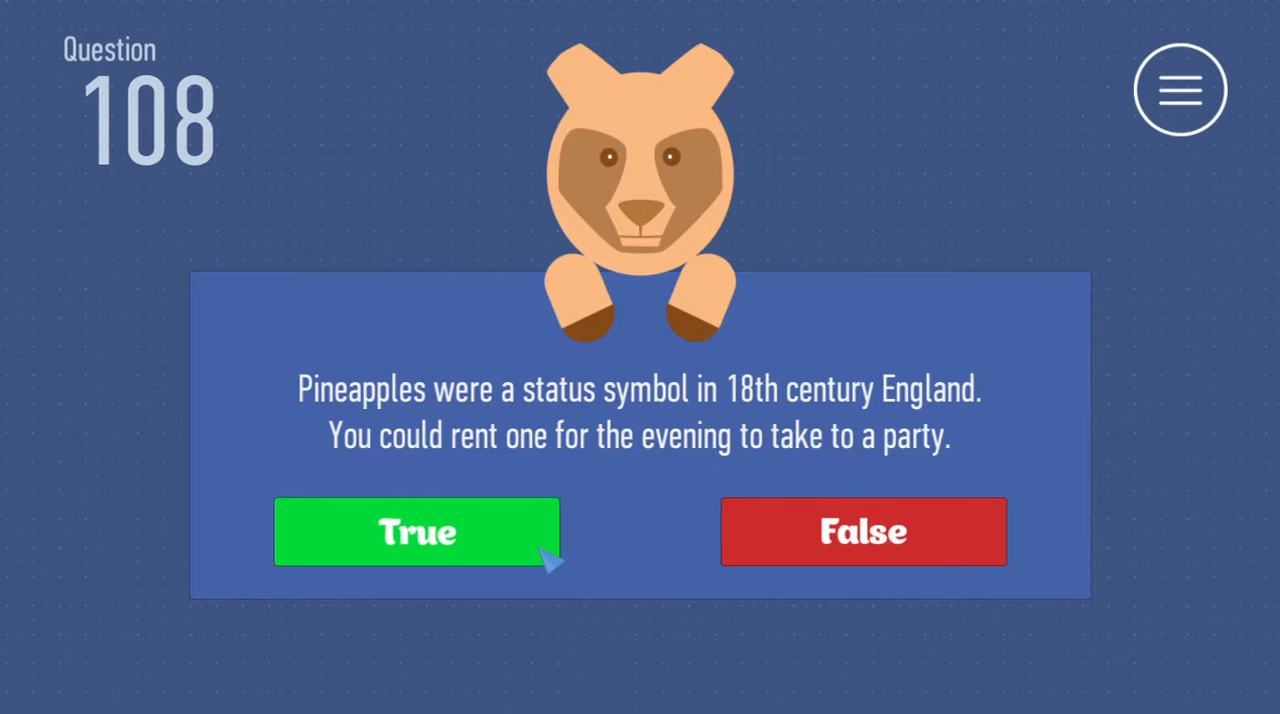 Question
108
Pineapples were a status symbol in 18th century England.
You could rent one for the evening to take to a party.
True
False